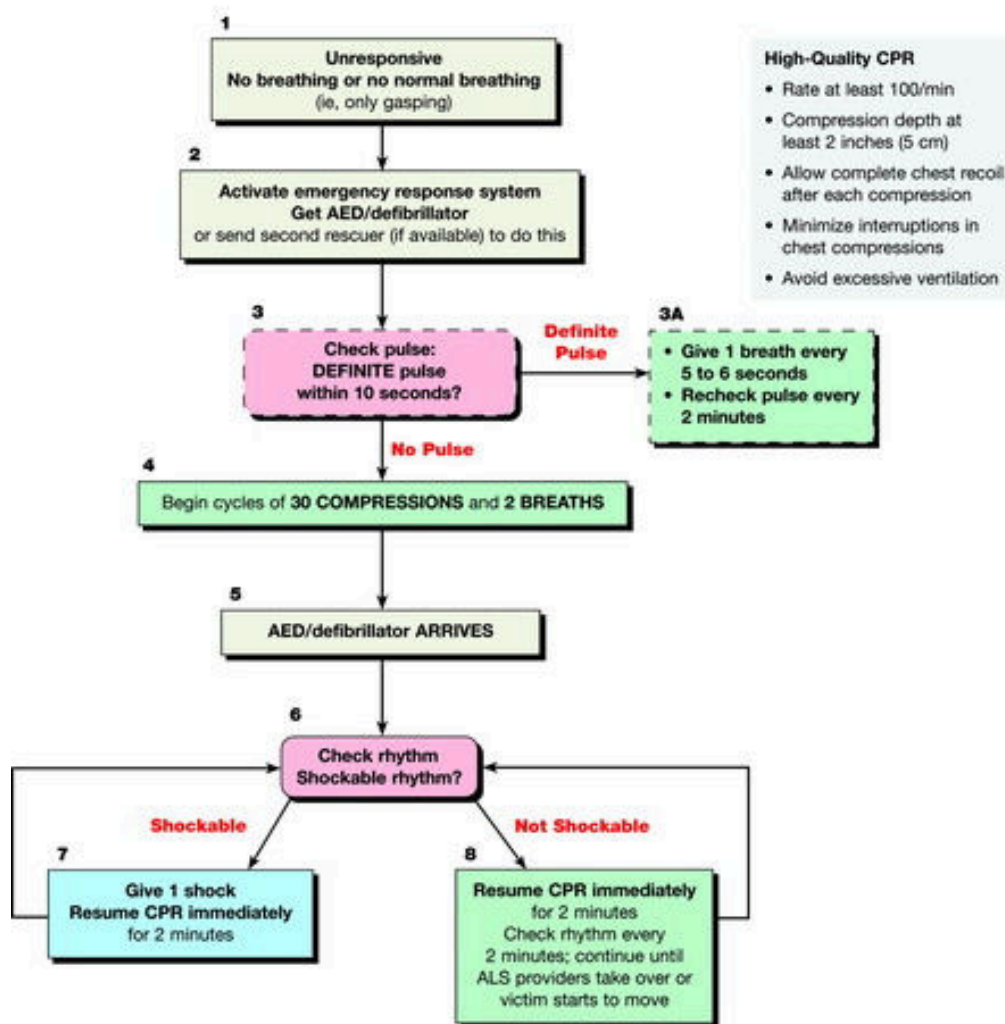 1
Unresponsive
No breathing or no normal breathing
(ie, only gasping)
2
Activate emergency response system
Get AED/defibrillator
or send second rescuer (if available) to do this
High-Quality CPR
• Rate at least 100/min
• Compression depth at
least 2 inches (5 cm)
• Allow complete chest recoil
after each compression
• Minimize interruptions in
chest compressions
• Avoid excessive ventilation
3
Check pulse:
DEFINITE pulse
within 10 seconds?
Definite
Pulse
3A
• Give 1 breath every
5 to 6 seconds
• Recheck pulse every
2 minutes
No Pulse
4
Begin cycles of 30 COMPRESSIONS and 2 BREATHS
5
AED/defibrillator ARRIVES
6
Check rhythm
Shockable rhythm?
Shockable
Not Shockable
7
Give 1 shock
Resume CPR immediately
for 2 minutes
8
Resume CPR immediately
for 2 minutes
Check rhythm every
2 minutes; continue until
ALS providers take over or
victim starts to move